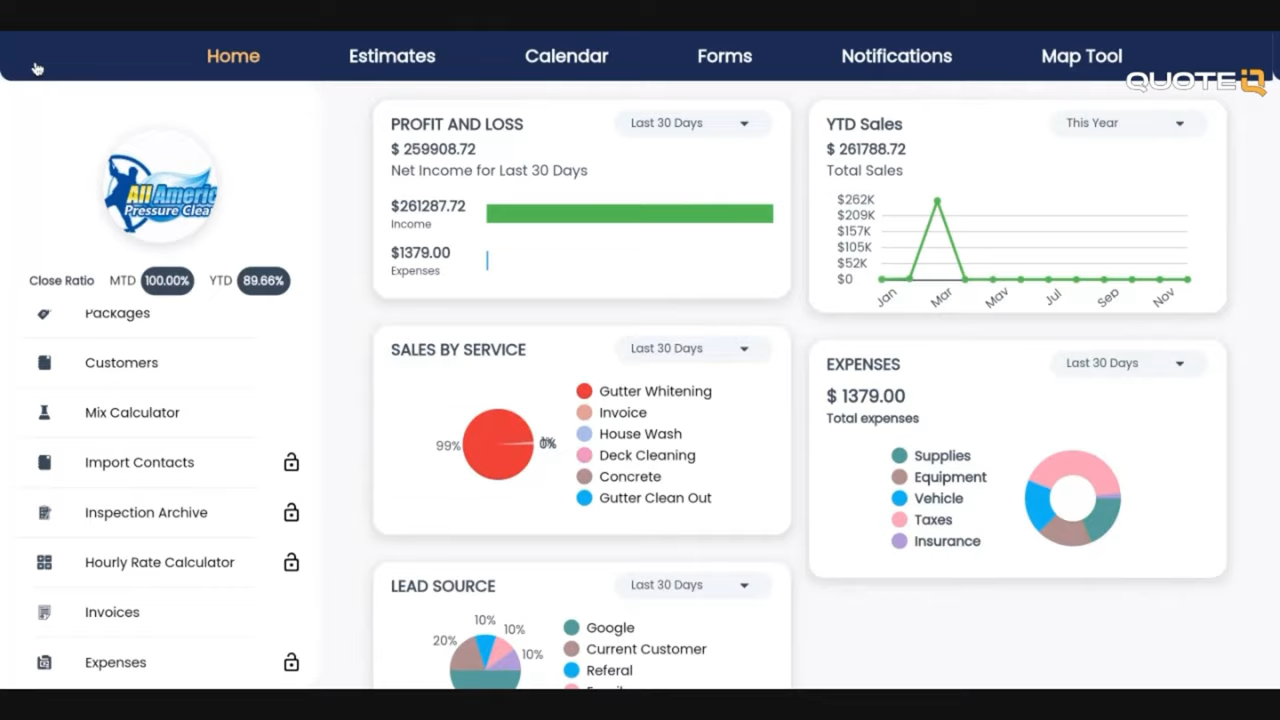 Home Estimates Calendar Forms Notifications Map Tool
QUOTEIQ
All Americ
Pressure Clea
Close Ratio MTD 100.00% YTD 89.66%
Packages
Customers
Mix Calculator
Import Contacts
Inspection Archive
Hourly Rate Calculator
Invoices
Expenses
PROFIT AND LOSS Last 30 Days
$ 259908.72
Net Income for Last 30 Days
$261287.72
Income
$1379.00
Expenses
YTD Sales This Year
$ 261788.72
Total Sales
$262K
$209K
$157K
$105K
$52K
$0
Jan Mar May Jul Sep Nov
SALES BY SERVICE Last 30 Days
99%
0%
Gutter Whitening
Invoice
House Wash
Deck Cleaning
Concrete
Gutter Clean Out
EXPENSES Last 30 Days
$ 1379.00
Total expenses
Supplies
Equipment
Vehicle
Taxes
Insurance
LEAD SOURCE Last 30 Days
20% 10% 10% 10%
Google
Current Customer
Referal